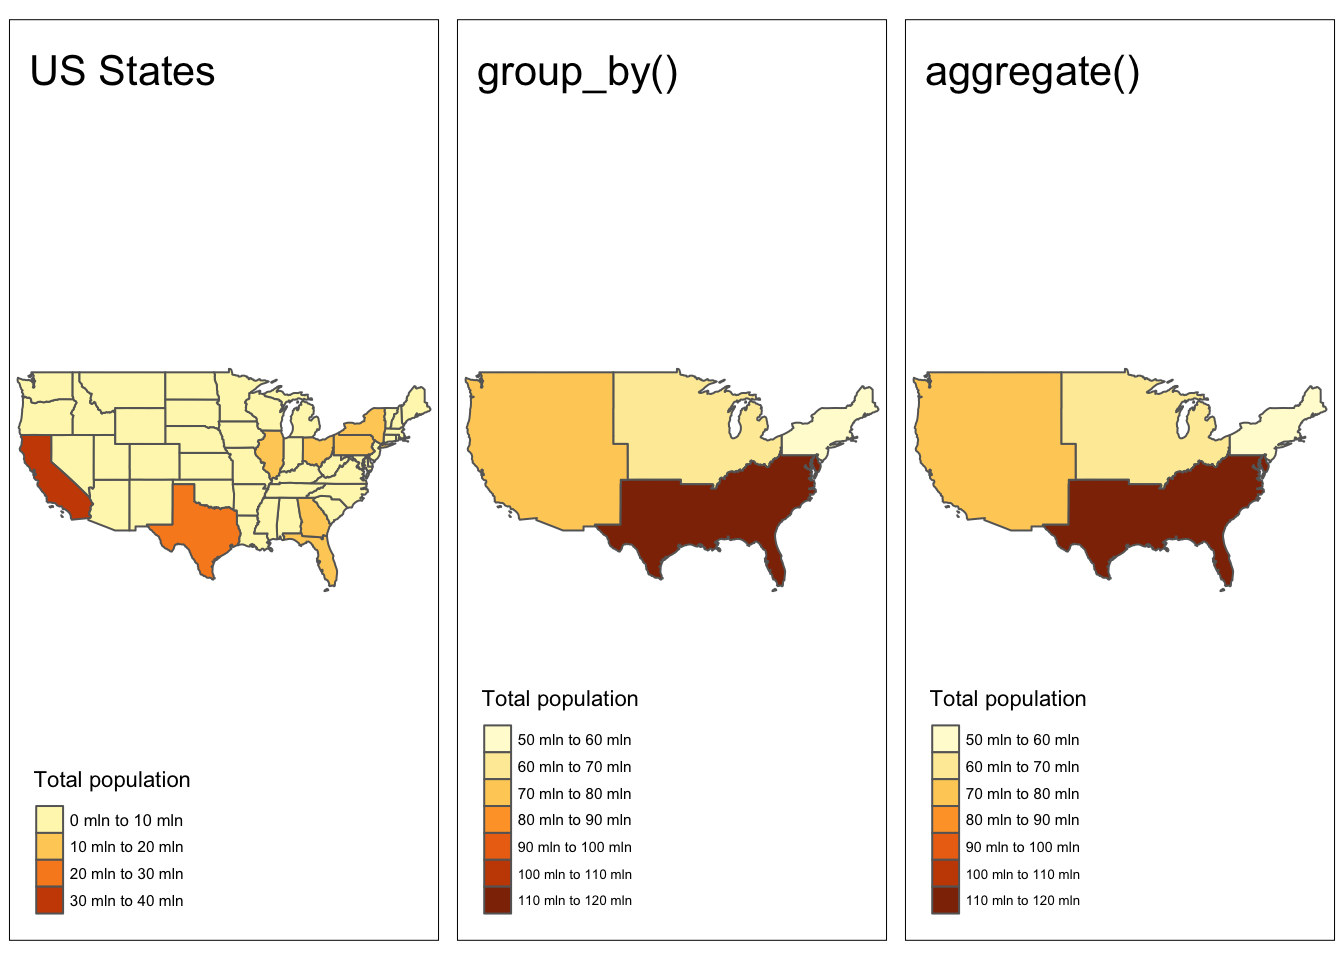 US States
Total population
0 mln to 10 mln
10 mln to 20 mln
20 mln to 30 mln
30 mln to 40 mln
group_by()
Total population
50 mln to 60 mln
60 mln to 70 mln
70 mln to 80 mln
80 mln to 90 mln
90 mln to 100 mln
100 mln to 110 mln
110 mln to 120 mln
aggregate()
Total population
50 mln to 60 mln
60 mln to 70 mln
70 mln to 80 mln
80 mln to 90 mln
90 mln to 100 mln
100 mln to 110 mln
110 mln to 120 mln